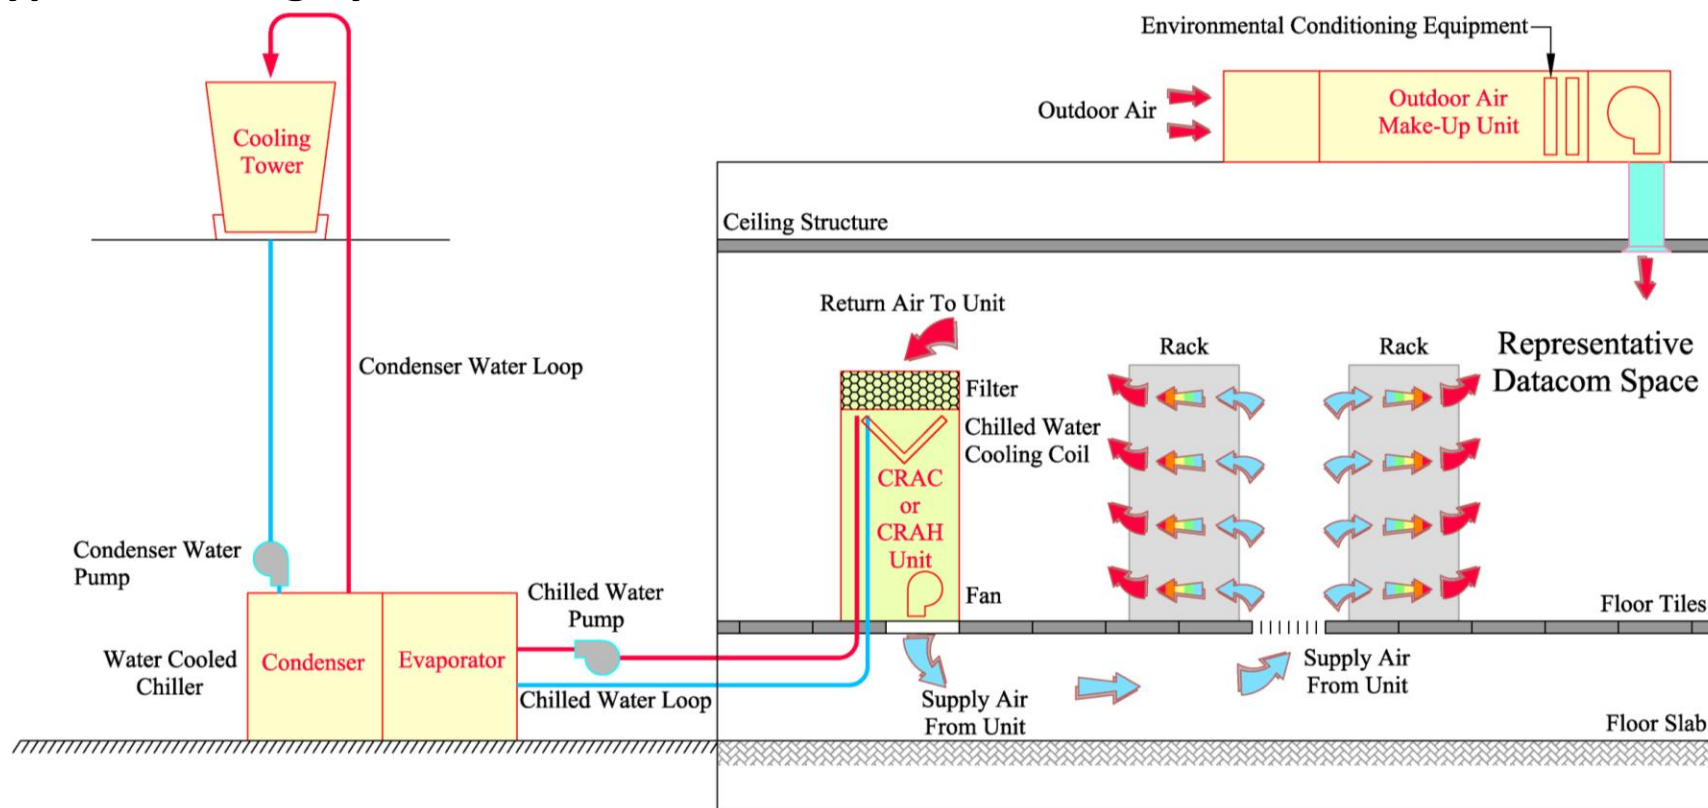 Environmental Conditioning Equipment
Cooling
Tower
Outdoor Air
Outdoor Air
Make-Up Unit
Ceiling Structure
Return Air To Unit
Condenser Water Loop
Filter
Chilled Water
Cooling Coil
CRAC
or
CRAH
Unit
Fan
Rack
Rack
Representative
Datacom Space
Condenser Water
Pump
Chilled Water
Pump
Floor Tiles
Water Cooled
Chiller
Condenser
Evaporator
Chilled Water Loop
Supply Air
From Unit
Supply Air
From Unit
Floor Slab